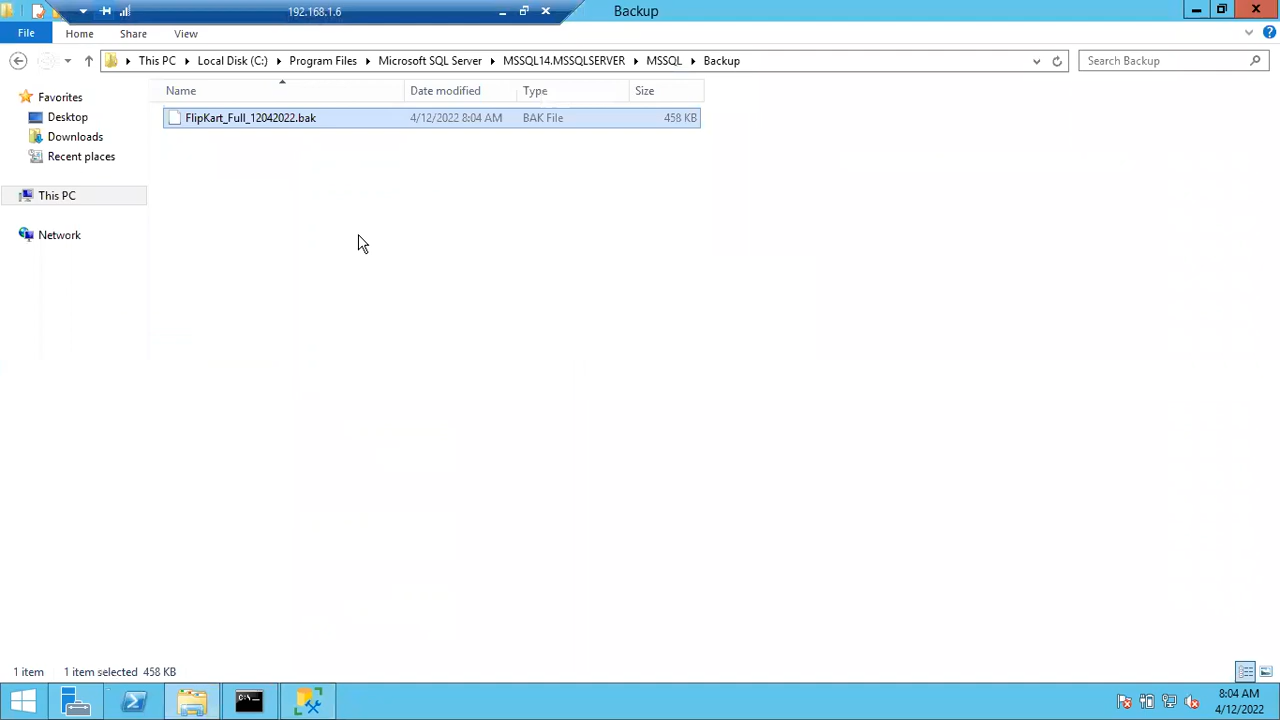 192.168.1.6
Backup
File Home Share View
This PC Local Disk (C:) Program Files Microsoft SQL Server MSSQL14.MSSQLSERVER MSSQL Backup
Search Backup
Name Date modified Type Size
Favorites
Desktop
Downloads
Recent places
This PC
Network
FlipKart_Full_12042022.bak 4/12/2022 8:04 AM BAK File 458 KB
1 item 1 item selected 458 KB
8:04 AM
4/12/2022